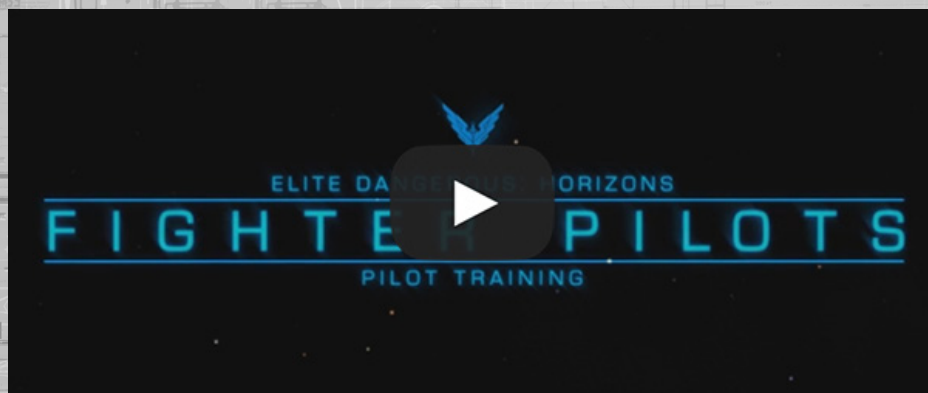 ELITE DANGEROUS: HORIZONS
FIGHTER PILOTS
PILOT TRAINING